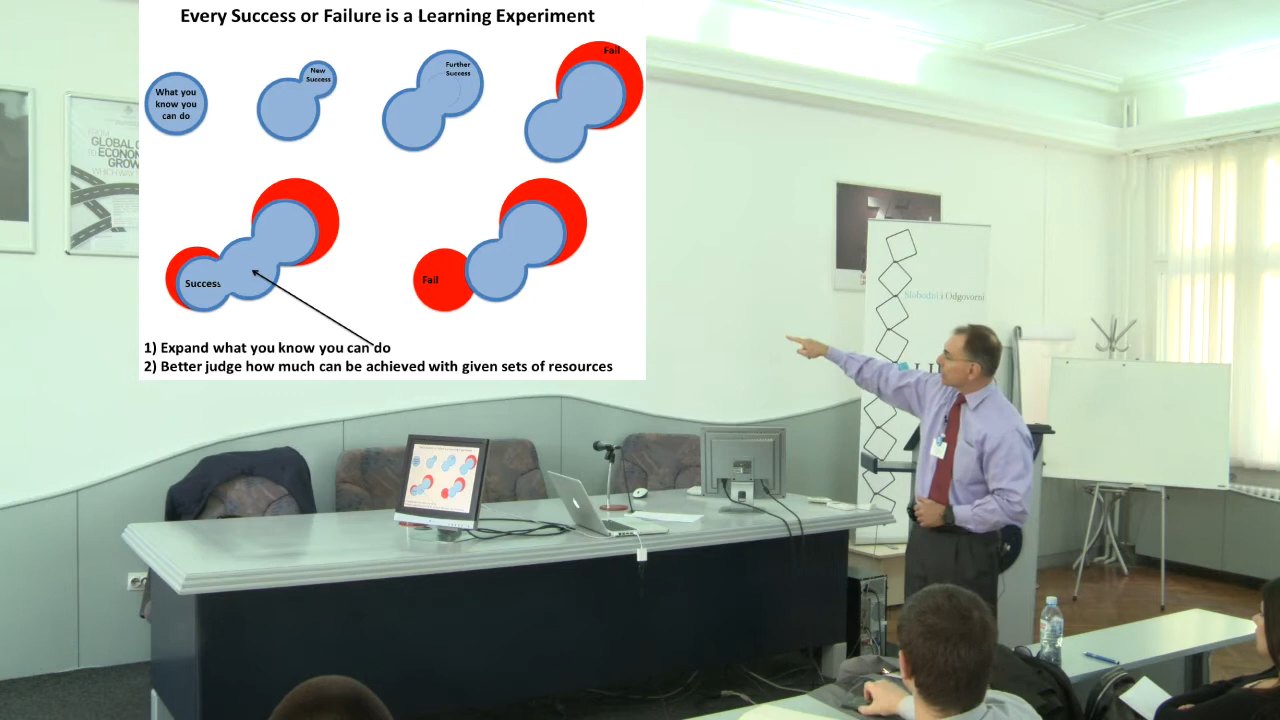 Every Success or Failure is a Learning Experiment
What you
know you
can do
New
Success
Further
Success
Fail
Success
Fail
1) Expand what you know you can do
2) Better judge how much can be achieved with given sets of resources
GLOBAL
ECONOM
GROW
Slobodni i Odgovorni